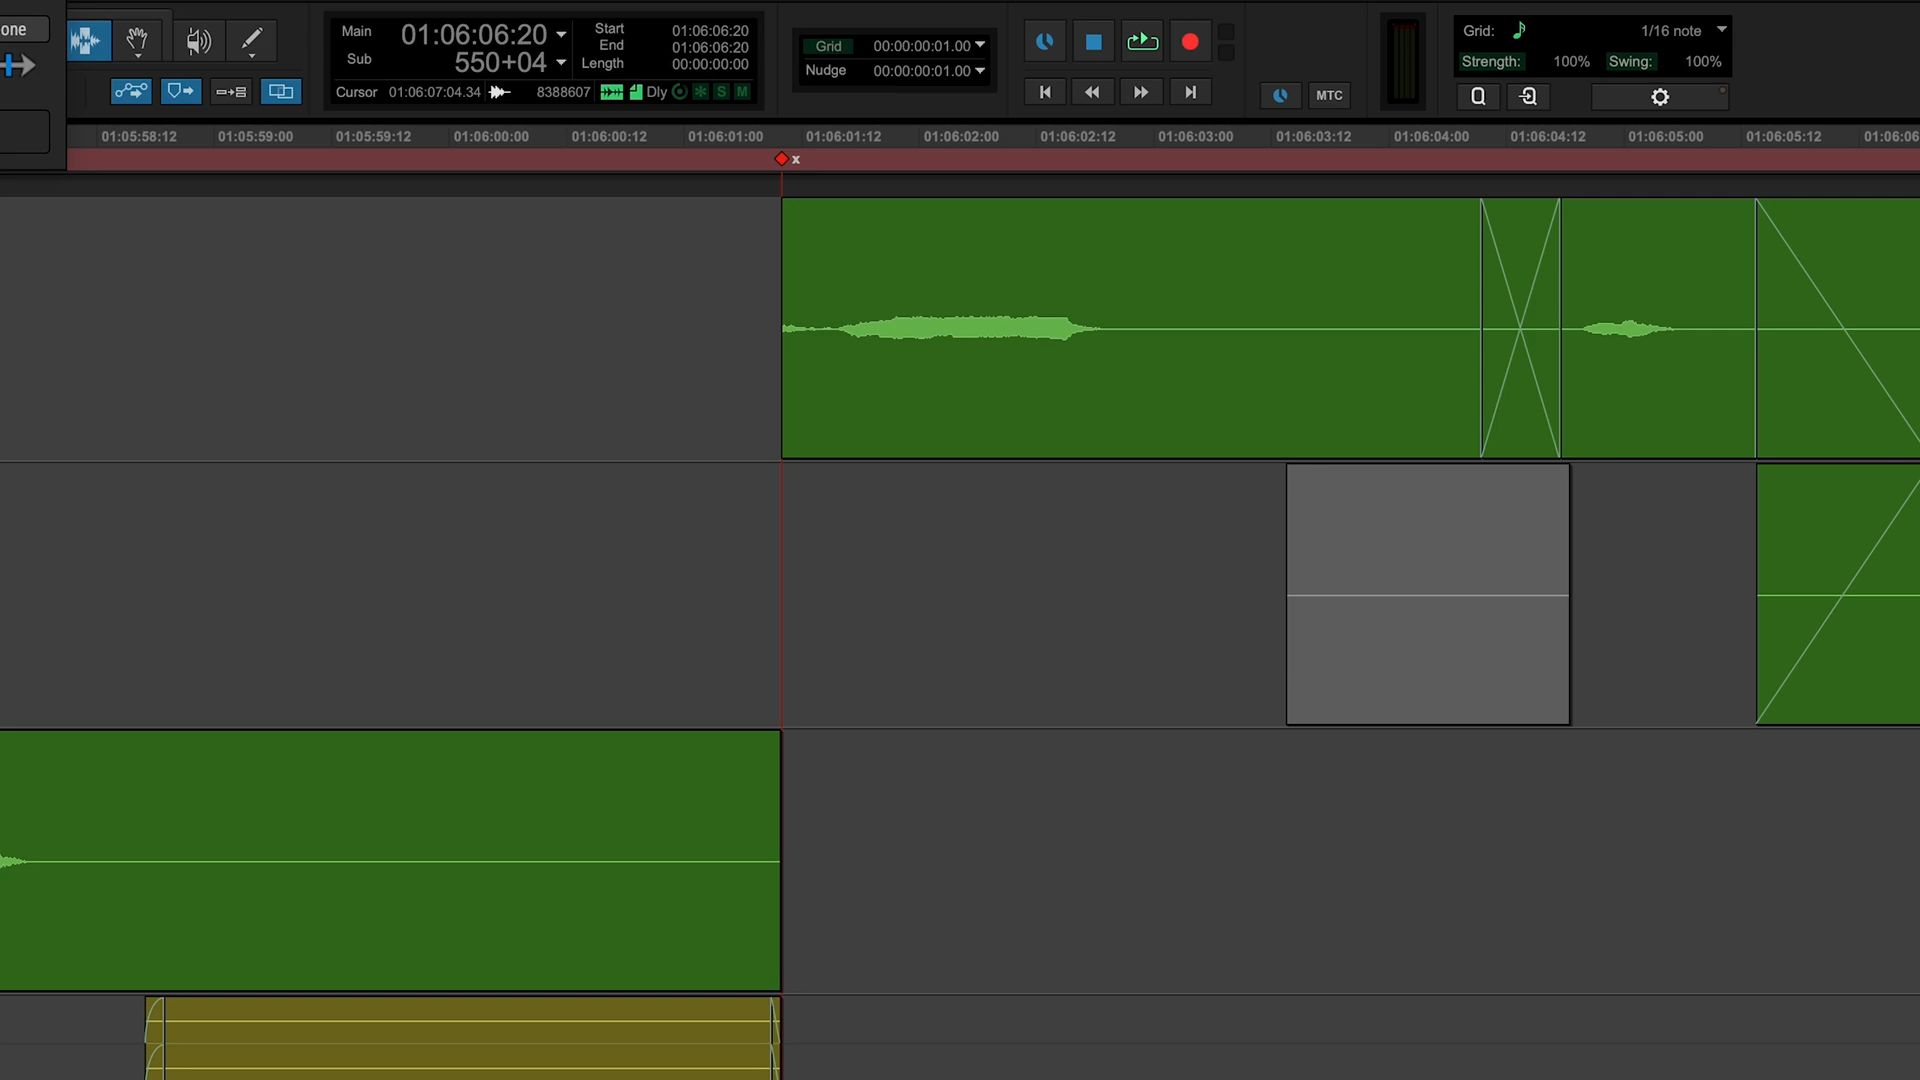 one
Main 01:06:06:20
Sub 550+04
Start 01:06:06:20
End 01:06:06:20
Length 00:00:00:00
Cursor 01:06:07:04.34 8388607 Dly S M
Grid 00:00:00:01.00
Nudge 00:00:00:01.00
MTC
Grid: 1/16 note
Strength: 100% Swing: 100%
Q Q
01:05:58:12 01:05:59:00 01:05:59:12 01:06:00:00 01:06:00:12 01:06:01:00 01:06:01:12 01:06:02:00 01:06:02:12 01:06:03:00 01:06:03:12 01:06:04:00 01:06:04:12 01:06:05:00 01:06:05:12 01:06:06
x